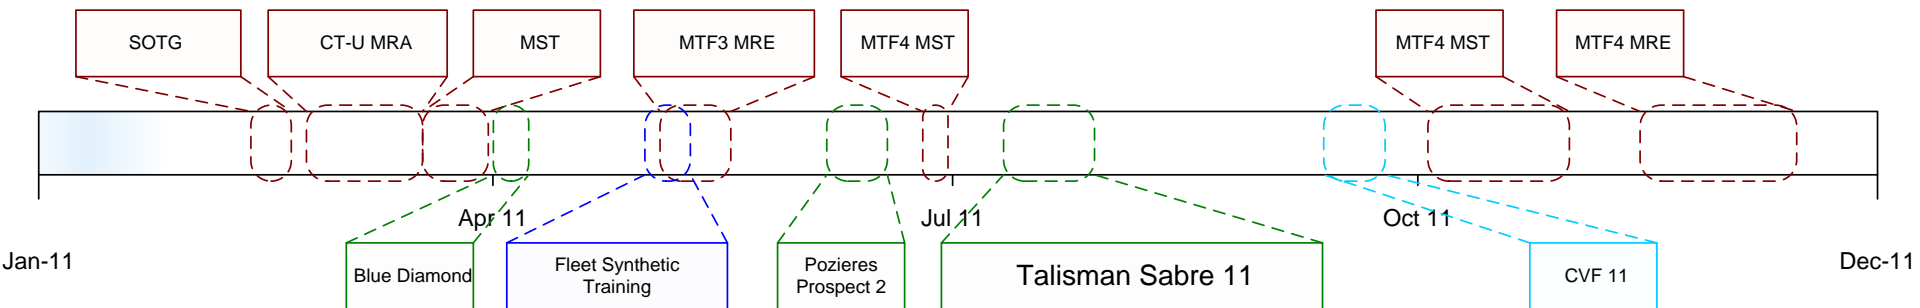 SOTG
CT-U MRA
MST
MTF3 MRE
MTF4 MST
MTF4 MST
MTF4 MRE
Apr 11
Jul 11
Oct 11
Jan-11
Dec-11
Blue Diamond
Fleet Synthetic
Training
Pozieres
Prospect 2
Talisman Sabre 11
CVF 11